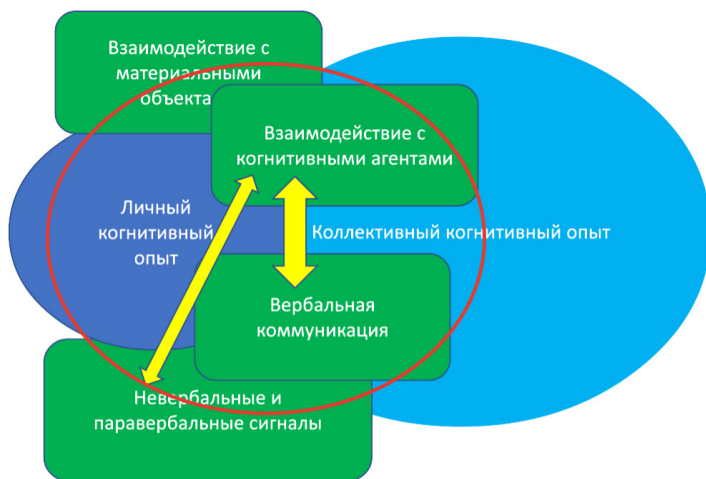 Взаимодействие с
материальными
объекта
Взаимодействие с
когнитивными агентами
Личный
когнитивный
опыт
Коллективный когнитивный опыт
Вербальная
коммуникация
Невербальные и
паравербальные сигналы